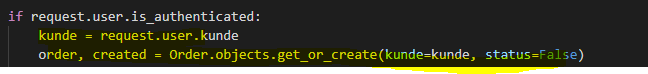 if request.user.is_authenticated:
kunde = request.user.kunde
order, created = Order.objects.get_or_create(kunde=kunde, status=False)